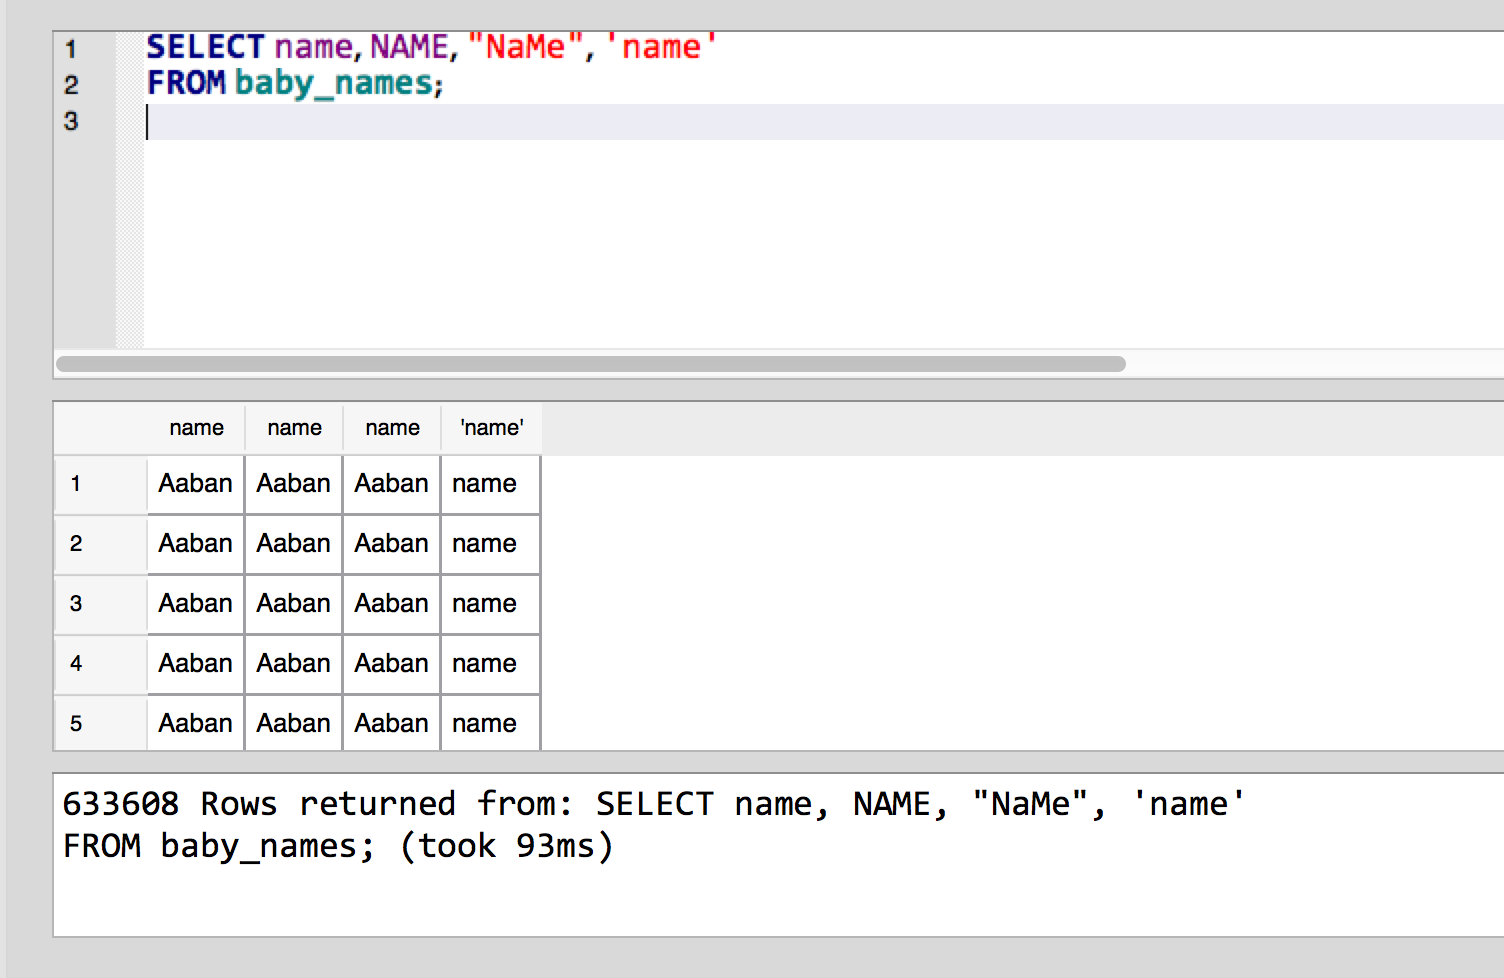 1 SELECT name, NAME, "NaMe", 'name'
2 FROM baby_names;
3
name name name 'name'
1 Aaban Aaban Aaban name
2 Aaban Aaban Aaban name
3 Aaban Aaban Aaban name
4 Aaban Aaban Aaban name
5 Aaban Aaban Aaban name
633608 Rows returned from: SELECT name, NAME, "NaMe", 'name'
FROM baby_names; (took 93ms)